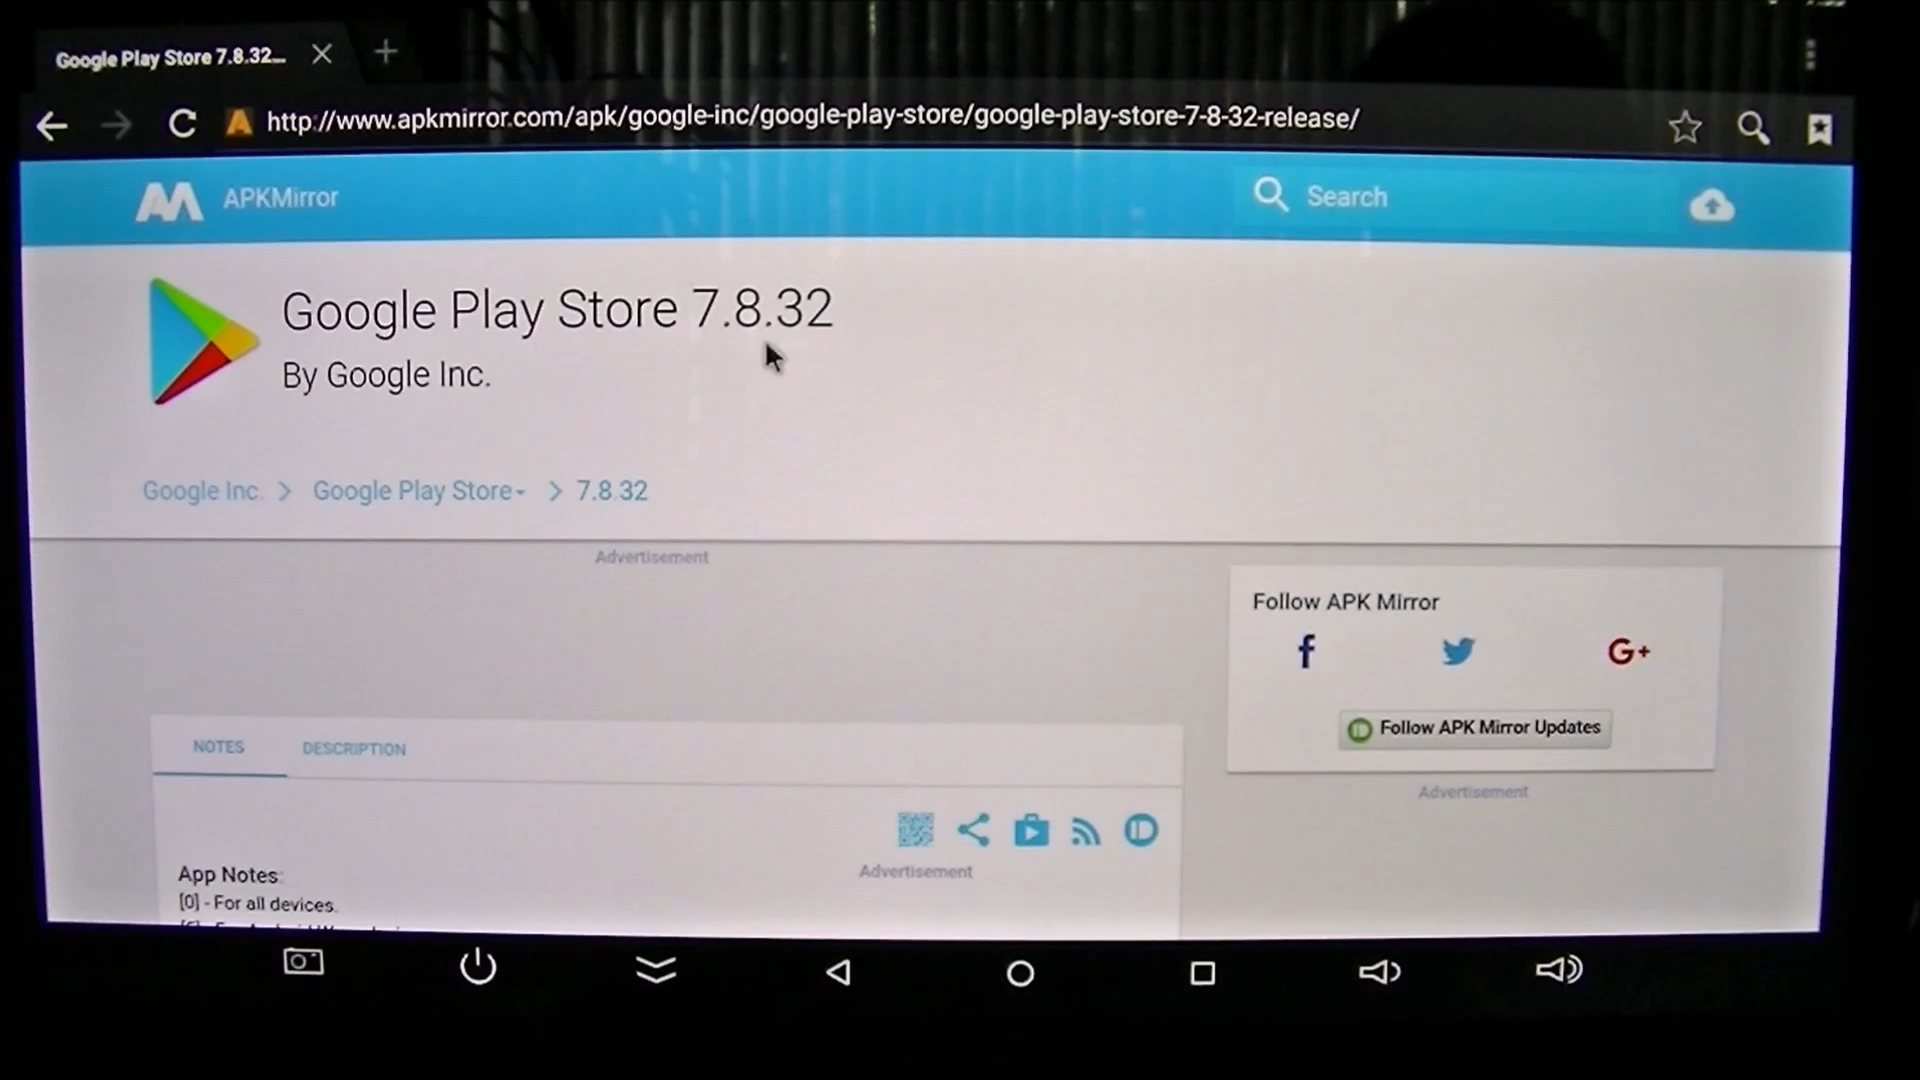 Google Play Store 7.8.32...
http://www.apkmirror.com/apk/google-inc/google-play-store/google-play-store-7-8-32-release/
APKMirror
Search
Google Play Store 7.8.32
By Google Inc.
Google Inc. > Google Play Store > 7.8.32
Advertisement
Follow APK Mirror
f
G+
Follow APK Mirror Updates
Advertisement
NOTES DESCRIPTION
Advertisement
App Notes:
[0] - For all devices.